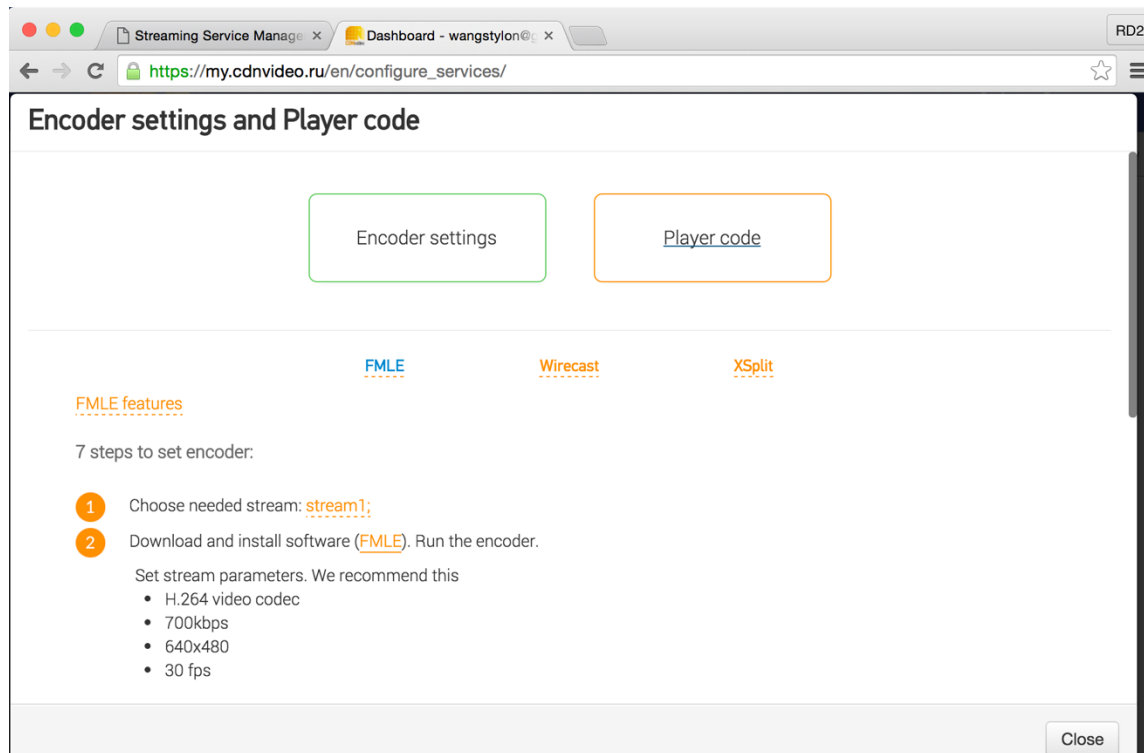 Streaming Service Manage
Dashboard - wangstylon@g
RD2
https://my.cdnvideo.ru/en/configure_services/
Encoder settings and Player code
Encoder settings
Player code
FMLE
Wirecast
XSplit
FMLE features
7 steps to set encoder:
1 Choose needed stream: stream1;
2 Download and install software (FMLE). Run the encoder.
Set stream parameters. We recommend this
• H.264 video codec
• 700kbps
• 640x480
• 30 fps
Close